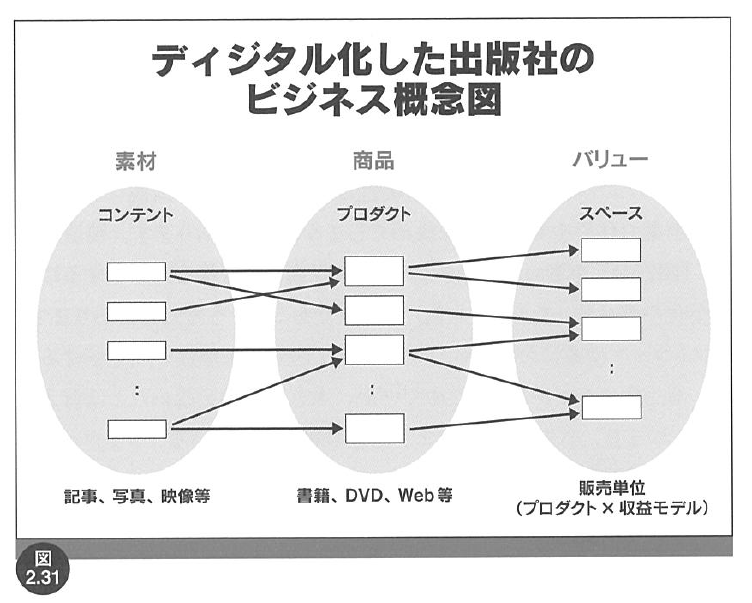 ディジタル化した出版社の
ビジネス概念図
素材
商品
バリュー
コンテント
プロダクト
スペース
:
:
:
記事、写真、映像等
書籍、DVD、Web等
販売単位
(プロダクト×収益モデル)
図
2.31